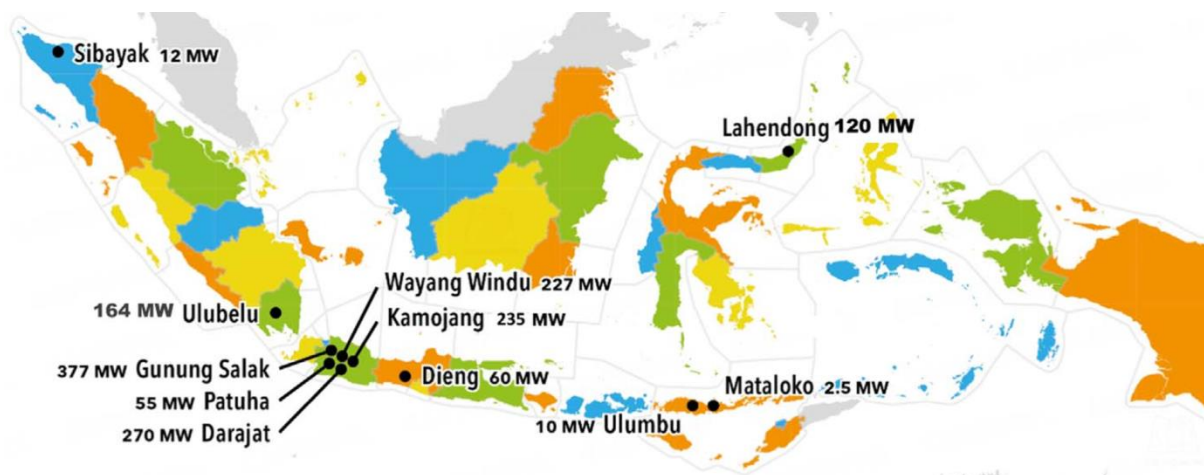 Sibayak 12 MW
Lahendong 120 MW
Wayang Windu 227 MW
164 MW Ulubelu
Kamojang 235 MW
377 MW Gunung Salak
Dieng 60 MW
Mataloko 2.5 MW
55 MW Patuha
10 MW Ulumbu
270 MW Darajat